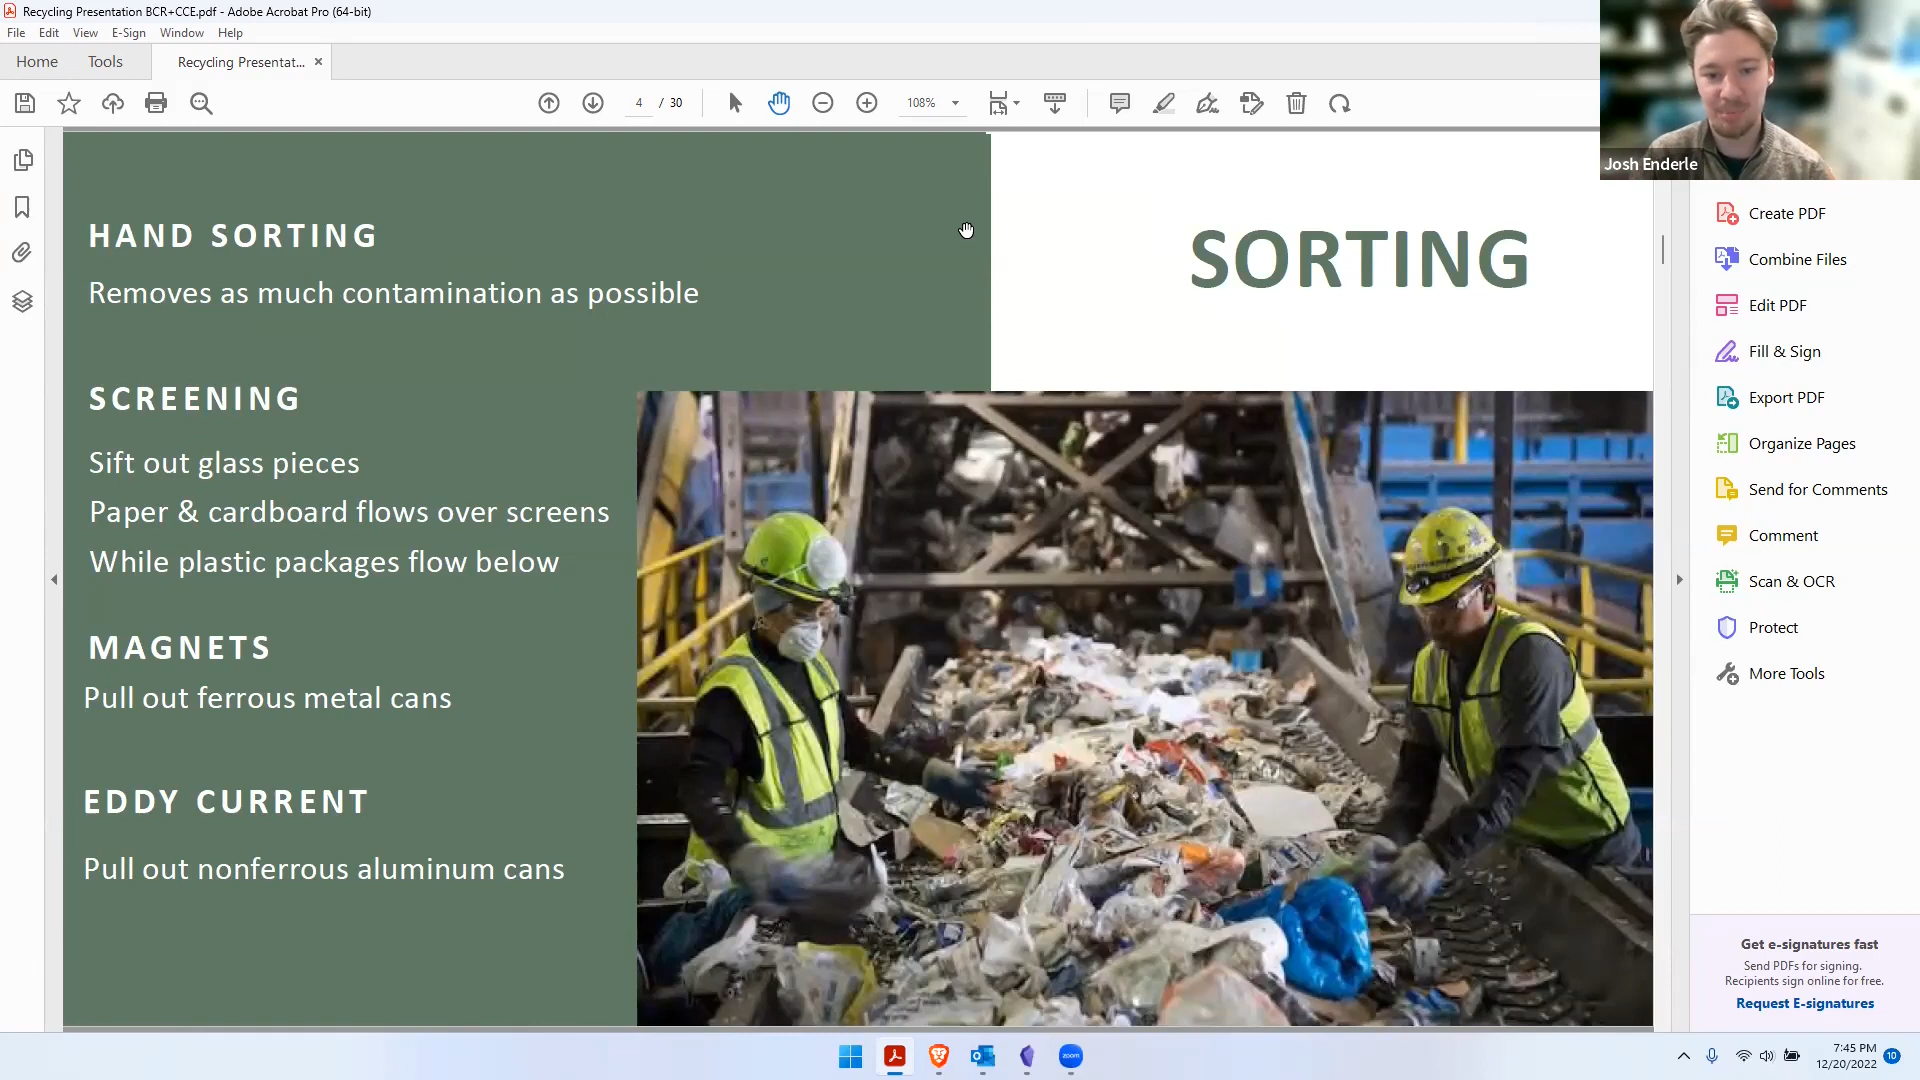 Recycling Presentation BCR+CCE.pdf - Adobe Acrobat Pro (64-bit)
File Edit View E-Sign Window Help
Home Tools Recycling Presentat... ×
4 / 30 108%
Josh Enderle
HAND SORTING
Removes as much contamination as possible
SORTING
SCREENING
Sift out glass pieces
Paper & cardboard flows over screens
While plastic packages flow below
MAGNETS
Pull out ferrous metal cans
EDDY CURRENT
Pull out nonferrous aluminum cans
Create PDF
Combine Files
Edit PDF
Fill & Sign
Export PDF
Organize Pages
Send for Comments
Comment
Scan & OCR
Protect
More Tools
Get e-signatures fast
Send PDFs for signing.
Recipients sign online for free.
Request E-signatures
zoom
7:45 PM
12/20/2022
10